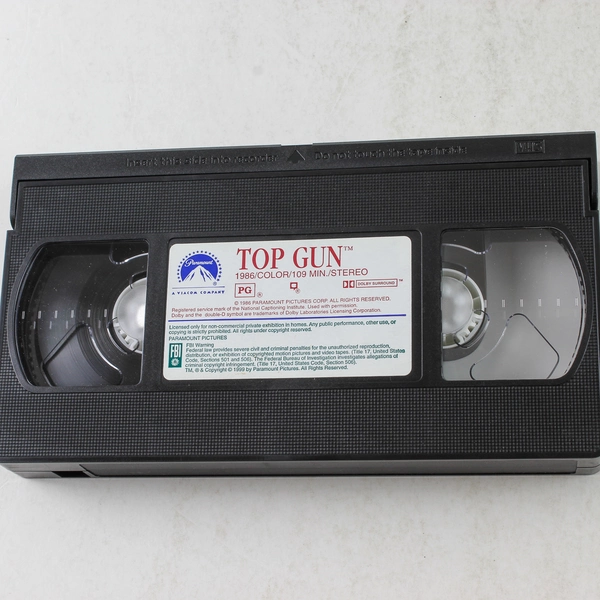 Insert this side into recorder Do not touch the tape inside
VHS
Paramount
A VIACOM COMPANY
TOP GUN™
1986/COLOR/109 MIN./STEREO
PG ® DOLBY SURROUND ™
© 1986 PARAMOUNT PICTURES CORP. ALL RIGHTS RESERVED.
Registered service mark of the National Captioning Institute. Used with permission.
Dolby and the double-D symbol are trademarks of Dolby Laboratories Licensing Corporation.
Licensed only for non-commercial private exhibition in homes. Any public performance, other use, or
copying is strictly prohibited. All rights under copyright reserved.
PARAMOUNT PICTURES
FBI
FBI Warning
Federal law provides severe civil and criminal penalties for the unauthorized reproduction,
distribution, or exhibition of copyrighted motion pictures and video tapes. (Title 17, United States
Code, Sections 501 and 506). The Federal Bureau of Investigation investigates allegations of
criminal copyright infringement. (Title 17, United States Code, Section 506).
TM, ® & Copyright © 1999 by Paramount Pictures. All Rights Reserved.